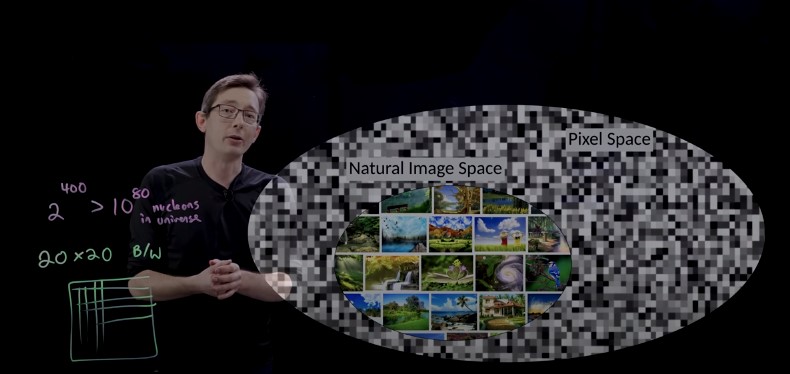 2^400 > 10^80 nucleons
in universe
20 × 20 B/W
Natural Image Space
Pixel Space